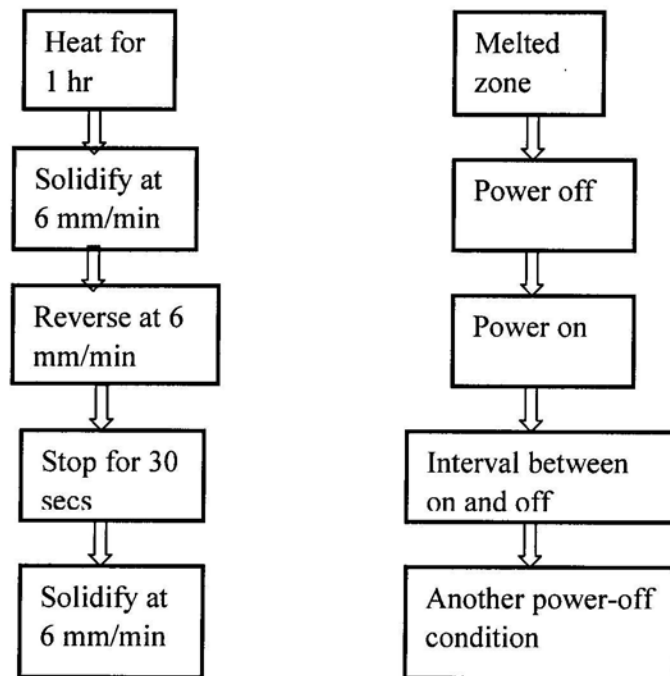 Heat for
1 hr
Solidify at
6 mm/min
Reverse at 6
mm/min
Stop for 30
secs
Solidify at
6 mm/min
Melted
zone
Power off
Power on
Interval between
on and off
Another power-off
condition